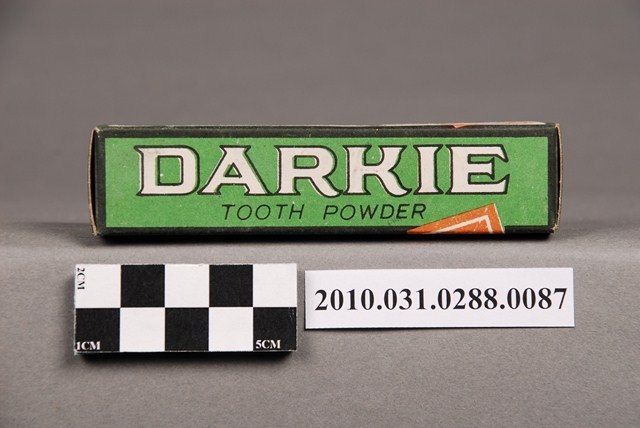 DARKIE
TOOTH POWDER
2CM
1CM 5CM
2010.031.0288.0087